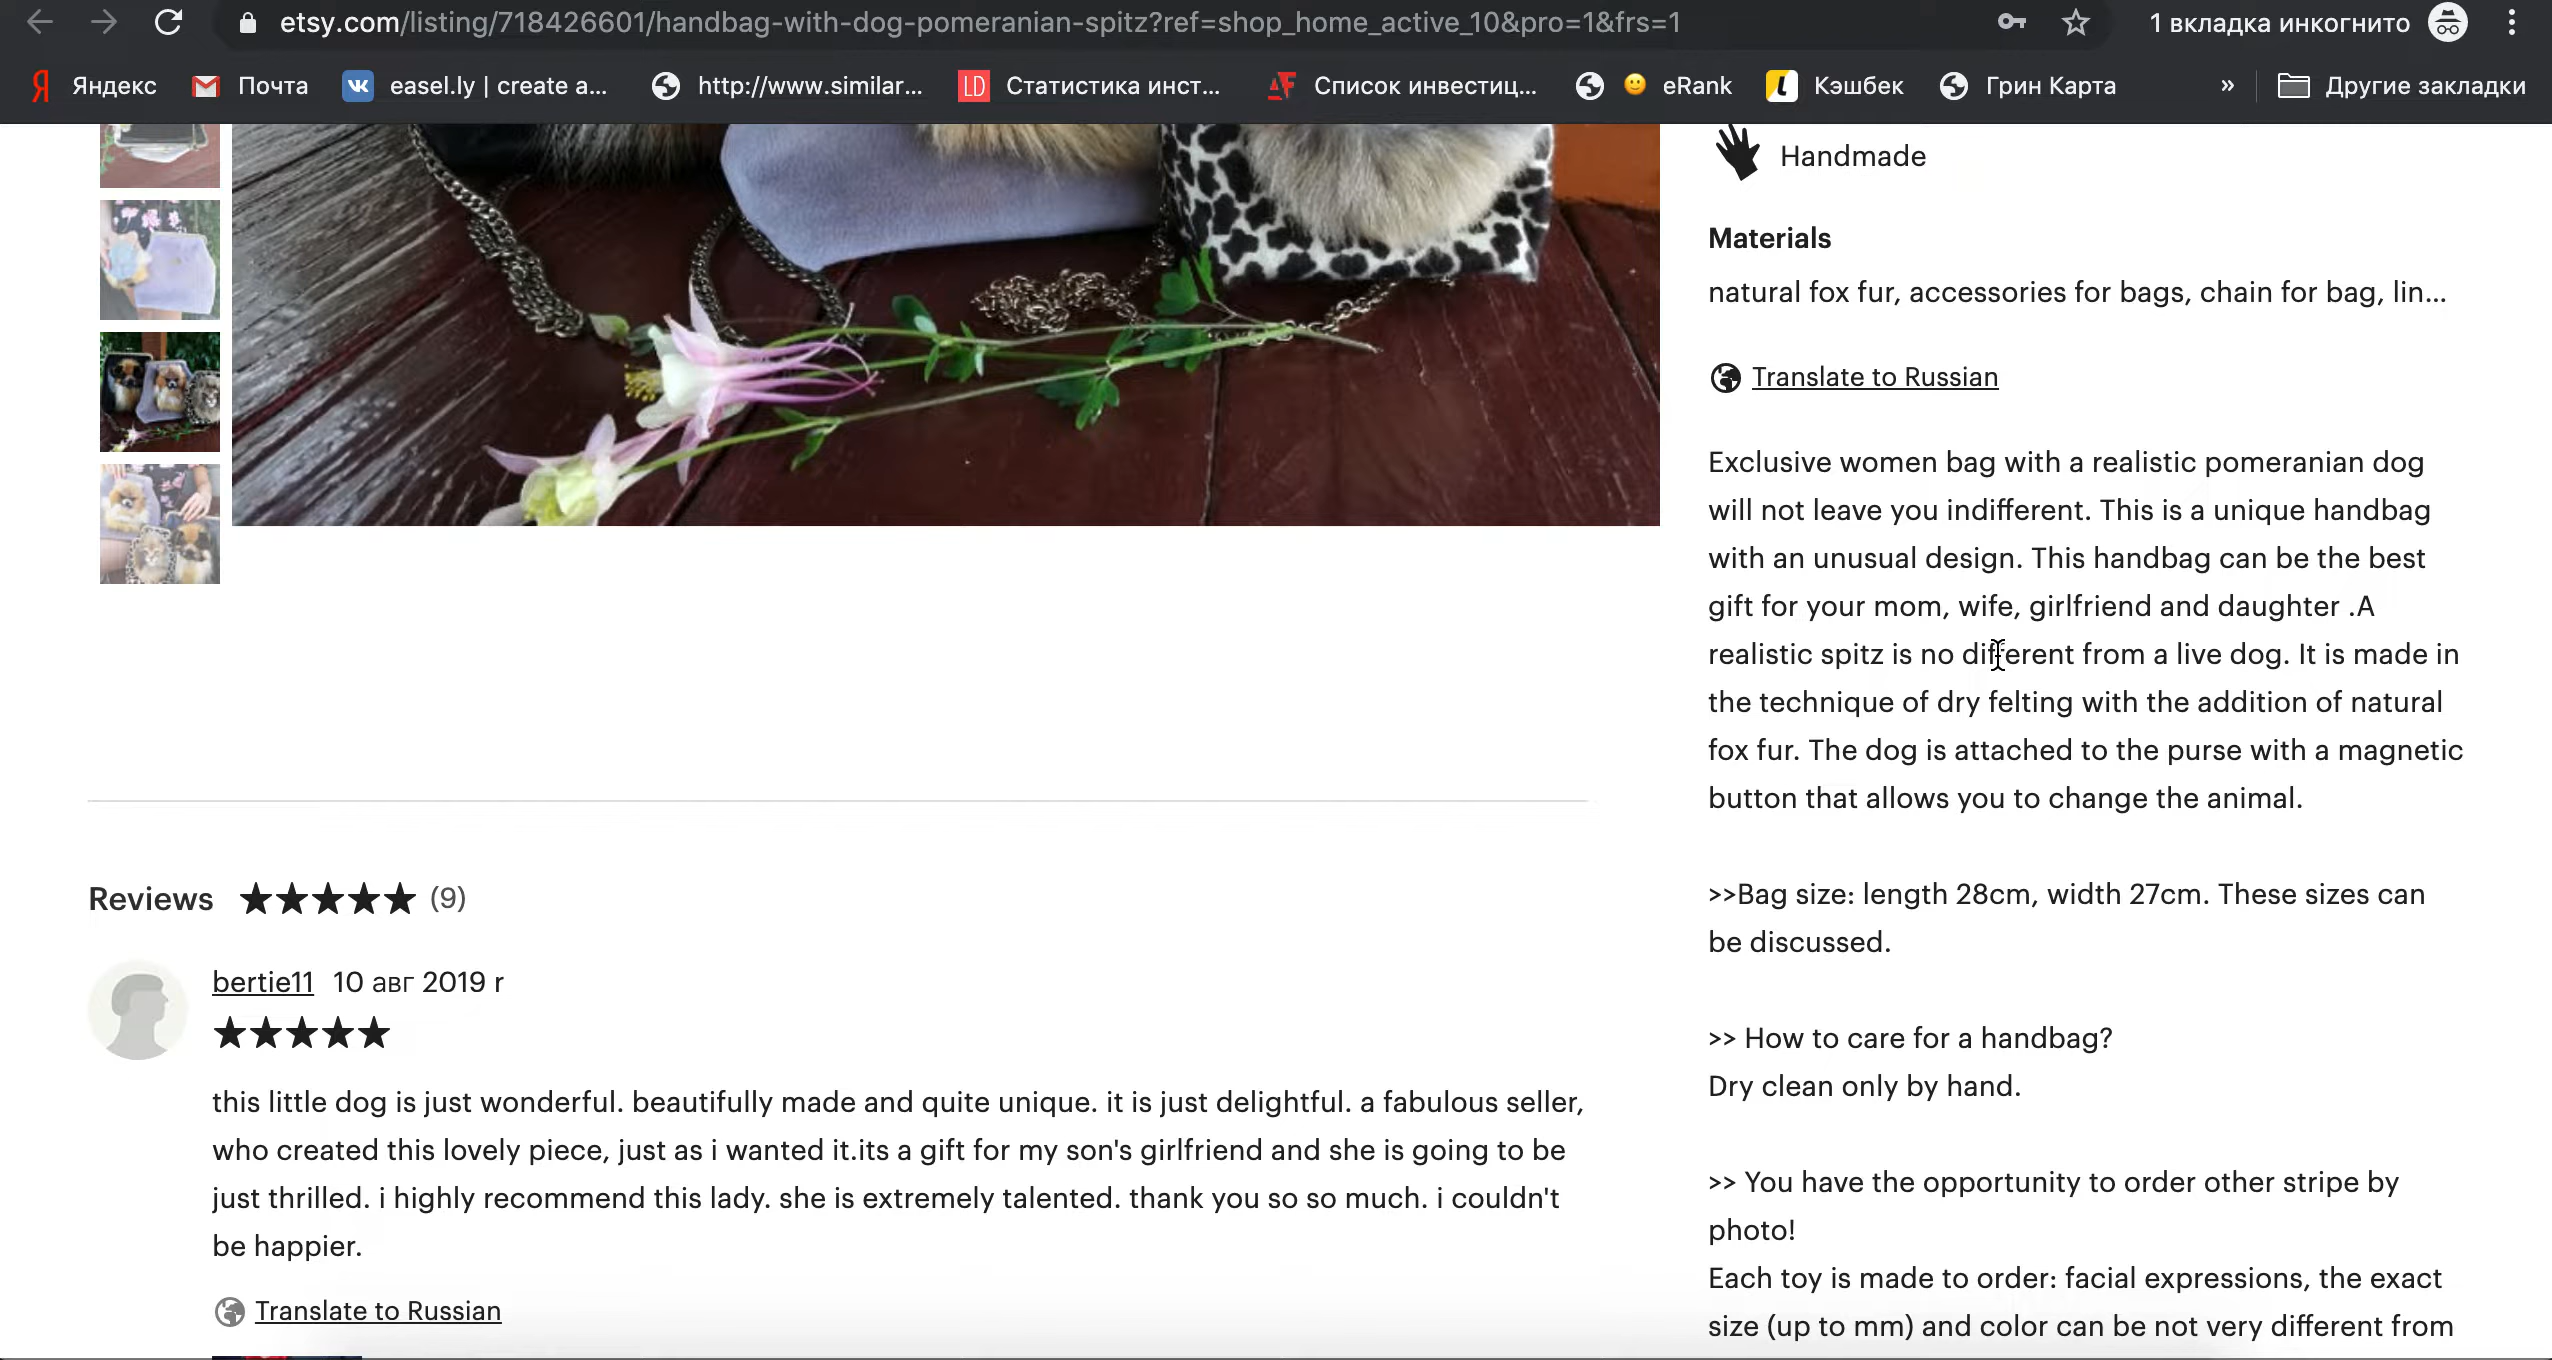 etsy.com/listing/718426601/handbag-with-dog-pomeranian-spitz?ref=shop_home_active_10&pro=1&frs=1
1 вкладка инкогнито
Яндекс
Почта
easel.ly | create a...
http://www.similar...
Статистика инст...
Список инвестиц...
eRank
Кэшбек
Грин Карта
»
Другие закладки
Handmade
Materials
natural fox fur, accessories for bags, chain for bag, lin...
Translate to Russian
Exclusive women bag with a realistic pomeranian dog
will not leave you indifferent. This is a unique handbag
with an unusual design. This handbag can be the best
gift for your mom, wife, girlfriend and daughter .A
realistic spitz is no different from a live dog. It is made in
the technique of dry felting with the addition of natural
fox fur. The dog is attached to the purse with a magnetic
button that allows you to change the animal.
>>Bag size: length 28cm, width 27cm. These sizes can
be discussed.
>> How to care for a handbag?
Dry clean only by hand.
>> You have the opportunity to order other stripe by
photo!
Each toy is made to order: facial expressions, the exact
size (up to mm) and color can be not very different from
Reviews ★★★★★ (9)
bertie11 10 авг 2019 г
★★★★★
this little dog is just wonderful. beautifully made and quite unique. it is just delightful. a fabulous seller,
who created this lovely piece, just as i wanted it.its a gift for my son's girlfriend and she is going to be
just thrilled. i highly recommend this lady. she is extremely talented. thank you so so much. i couldn't
be happier.
Translate to Russian